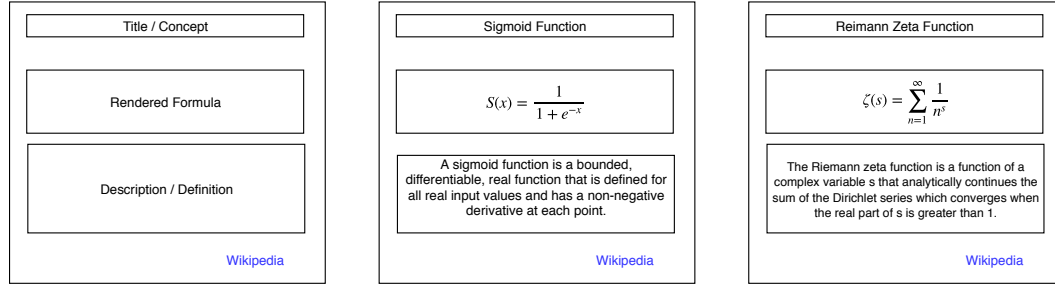 Title / Concept
Rendered Formula
Description / Definition
Wikipedia
Sigmoid Function
S(x) = 1 / (1 + e^{-x})
A sigmoid function is a bounded,
differentiable, real function that is defined for
all real input values and has a non-negative
derivative at each point.
Wikipedia
Reimann Zeta Function
ζ(s) = ∑_{n=1}^{∞} 1 / n^s
The Riemann zeta function is a function of a
complex variable s that analytically continues the
sum of the Dirichlet series which converges when
the real part of s is greater than 1.
Wikipedia